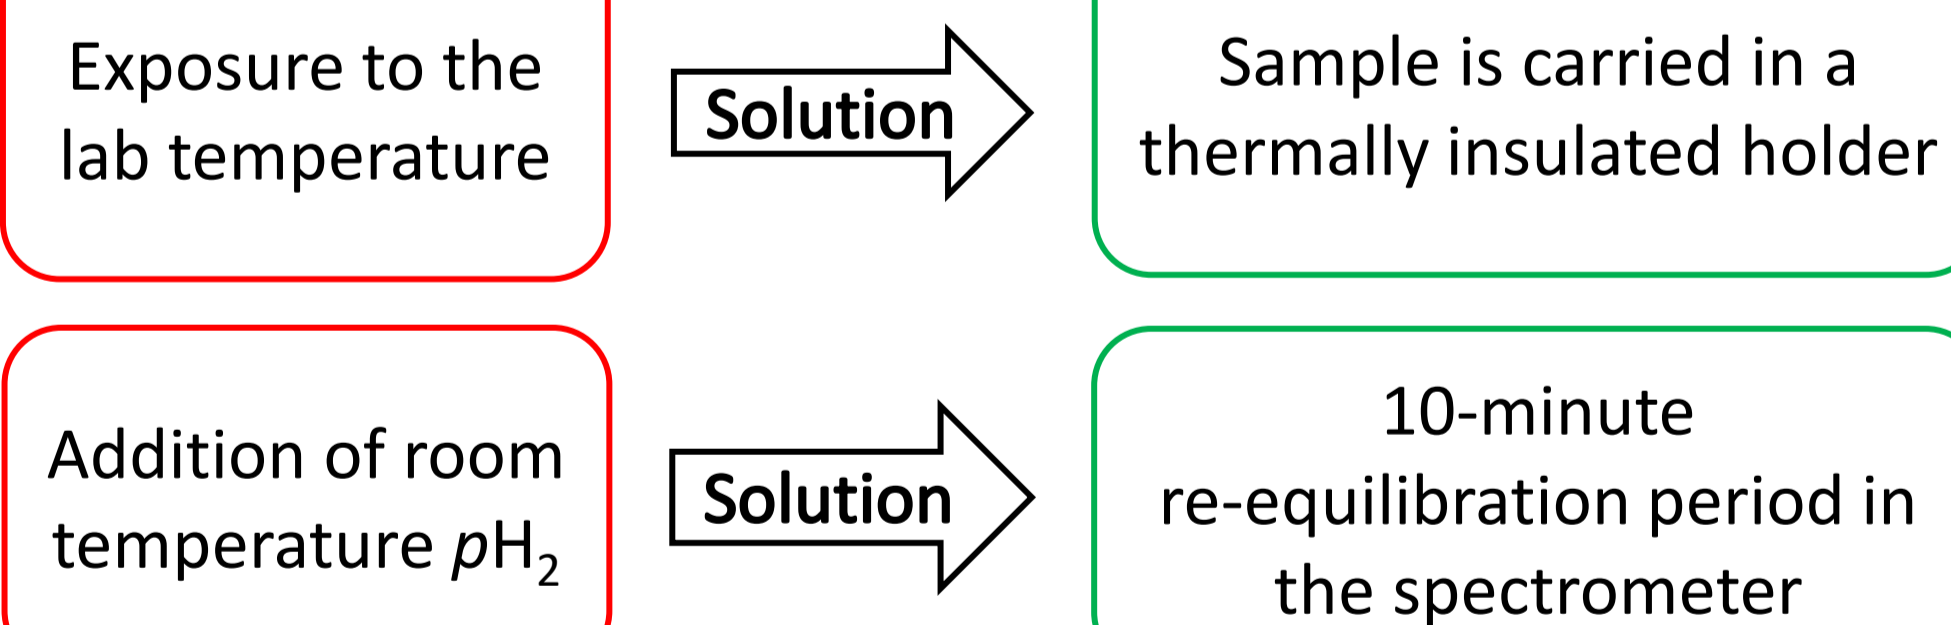 Exposure to the
lab temperature
Solution
Sample is carried in a
thermally insulated holder
Addition of room
temperature pH₂
Solution
10-minute
re-equilibration period in
the spectrometer